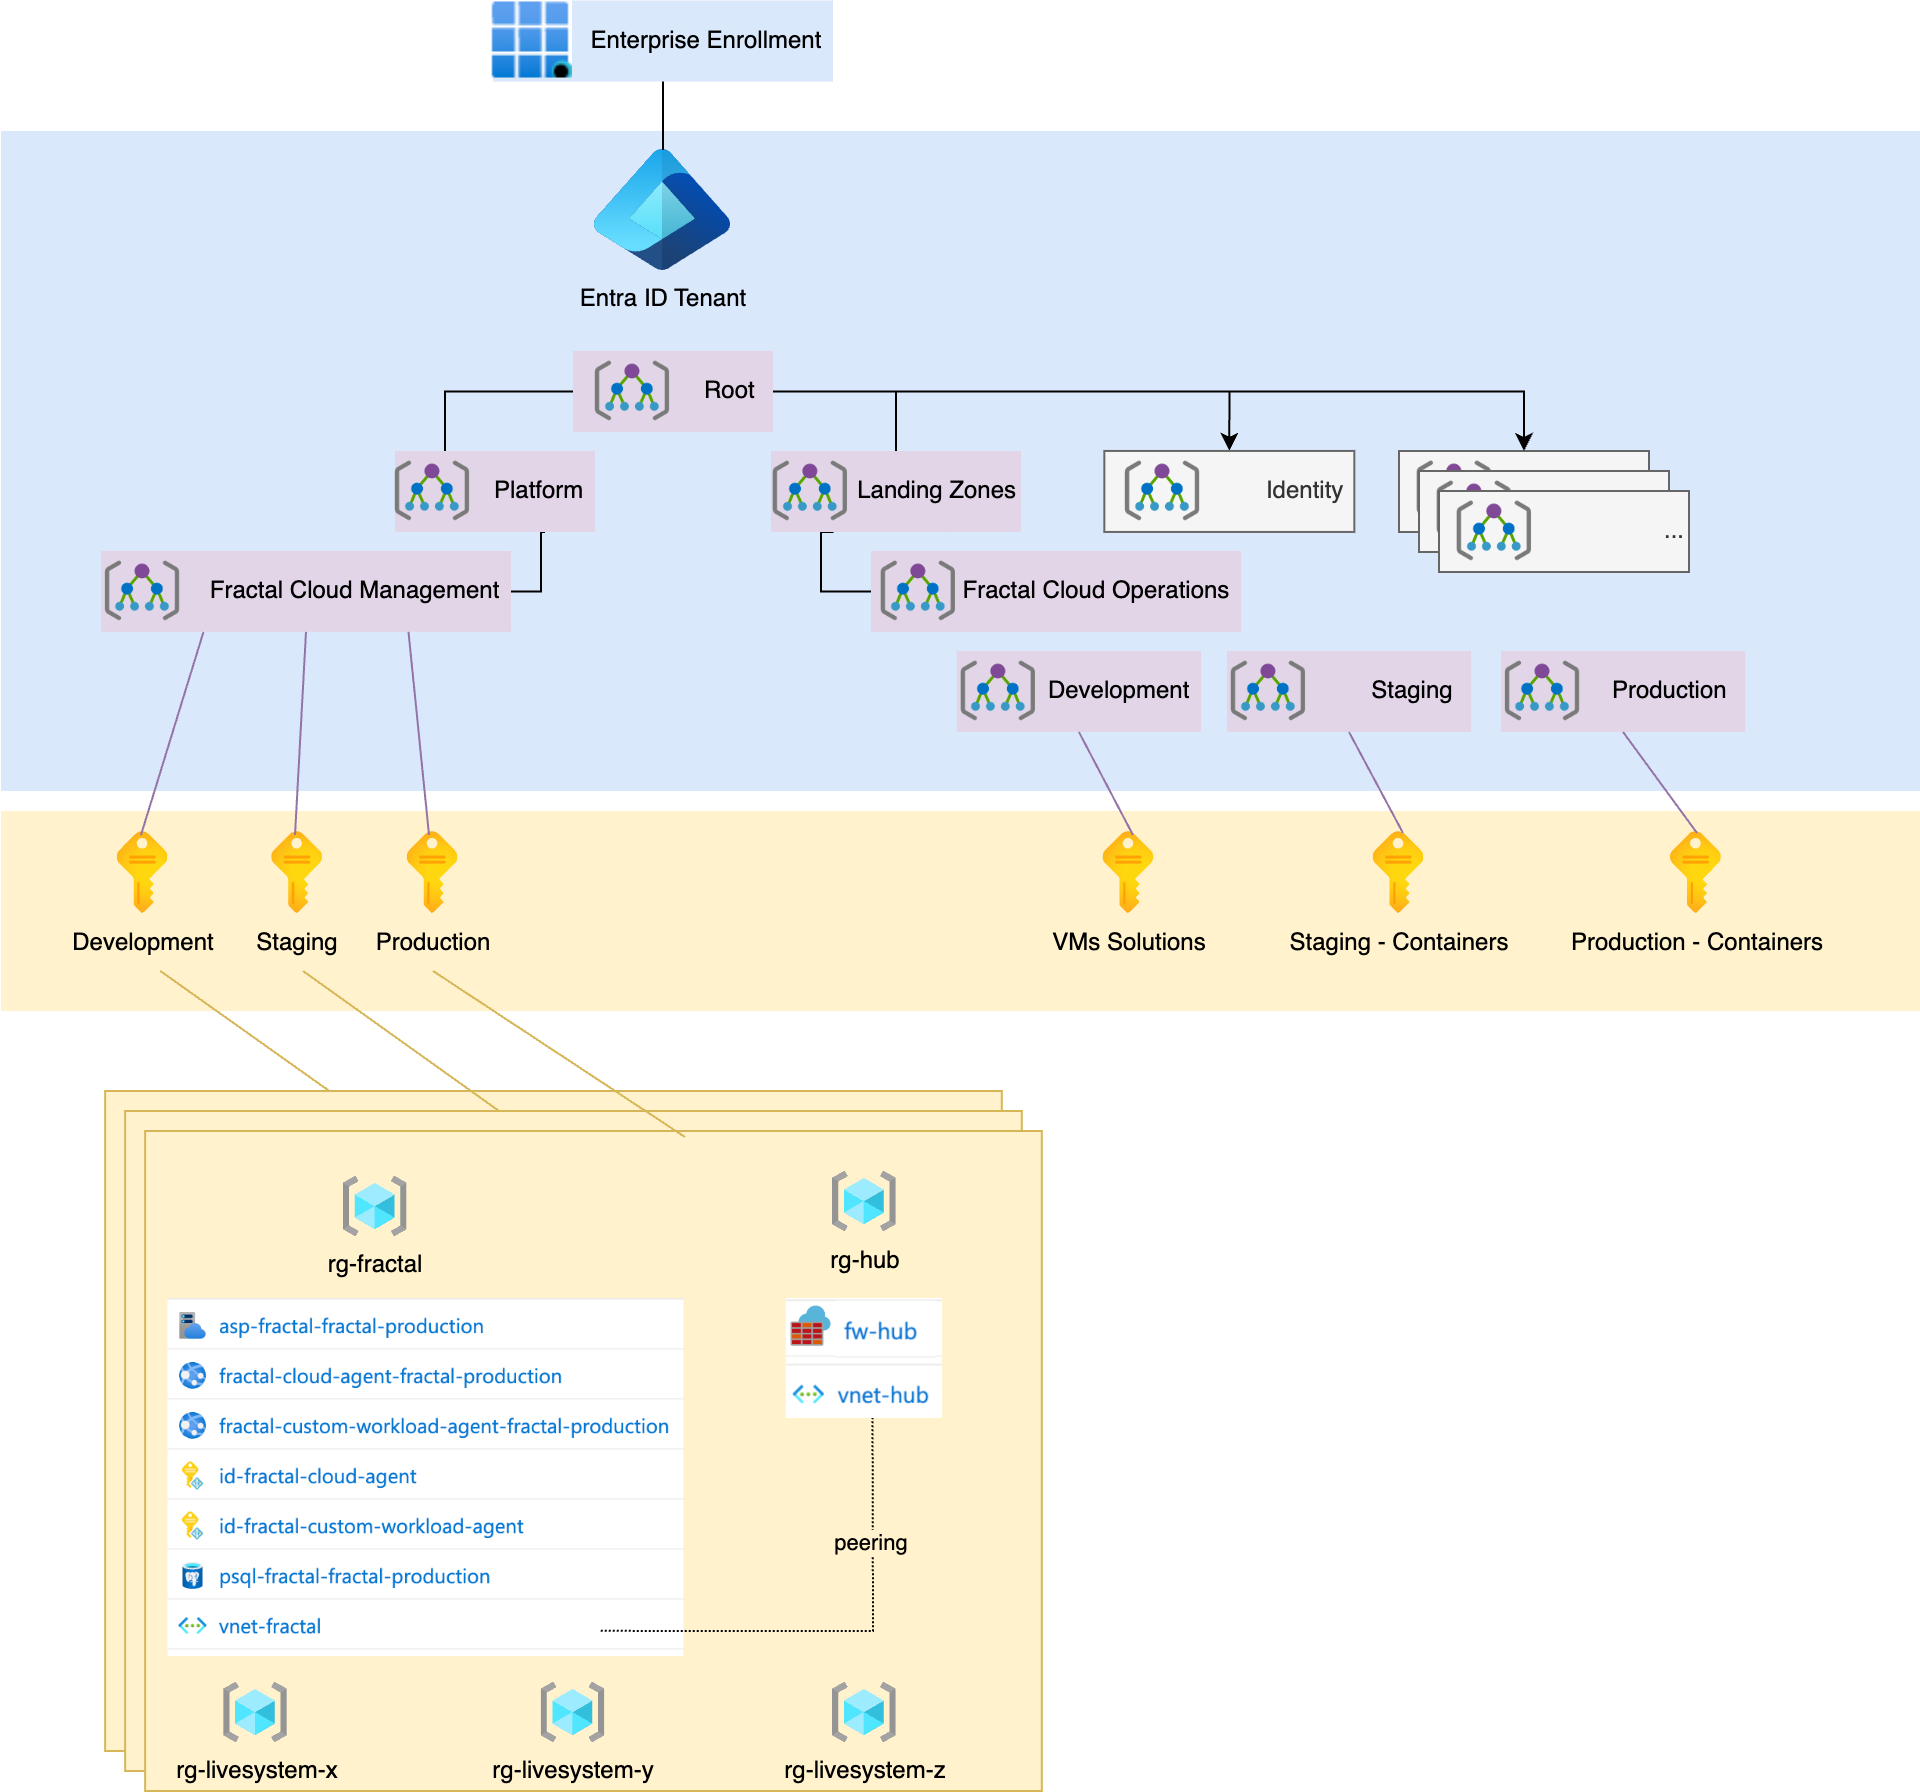 Enterprise Enrollment
Entra ID Tenant
Root
Platform
Landing Zones
Identity
...
Fractal Cloud Management
Fractal Cloud Operations
Development
Staging
Production
Development
Staging
Production
VMs Solutions
Staging - Containers
Production - Containers
rg-fractal
rg-hub
asp-fractal-fractal-production
fractal-cloud-agent-fractal-production
fractal-custom-workload-agent-fractal-production
id-fractal-cloud-agent
id-fractal-custom-workload-agent
psql-fractal-fractal-production
vnet-fractal
fw-hub
vnet-hub
peering
rg-livesystem-x
rg-livesystem-y
rg-livesystem-z